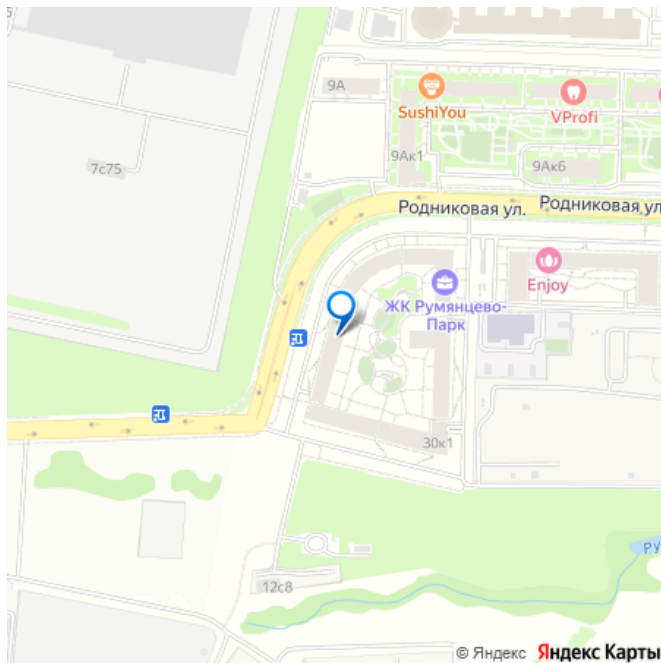 9А
SushiYou
VProfi
9Ак1
9Ак6
7с75
Родниковая ул.
Родниковая ул
Enjoy
ЖК Румянцево-
Парк
30к1
РУ
12с8
© Яндекс Яндекс Карты